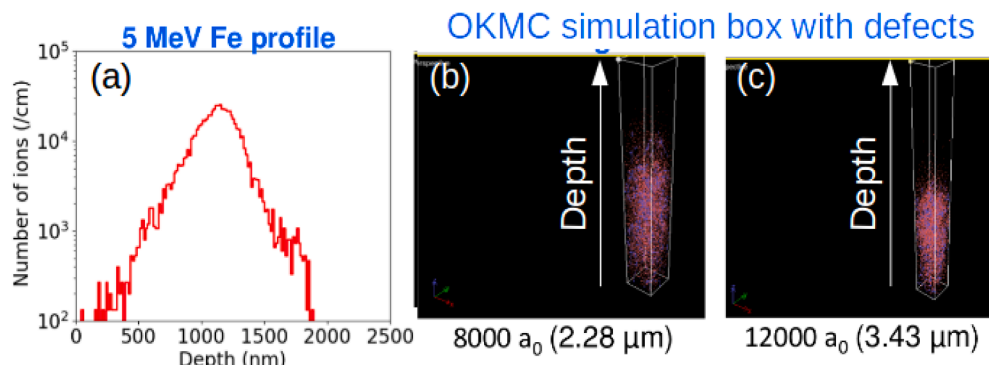 5 MeV Fe profile
OKMC simulation box with defects
(a)
10^5
10^4
10^3
10^2
Number of ions (/cm)
0
500
1000
1500
2000
2500
Depth (nm)
(b)
Depth
8000 a₀ (2.28 μm)
(c)
Depth
12000 a₀ (3.43 μm)